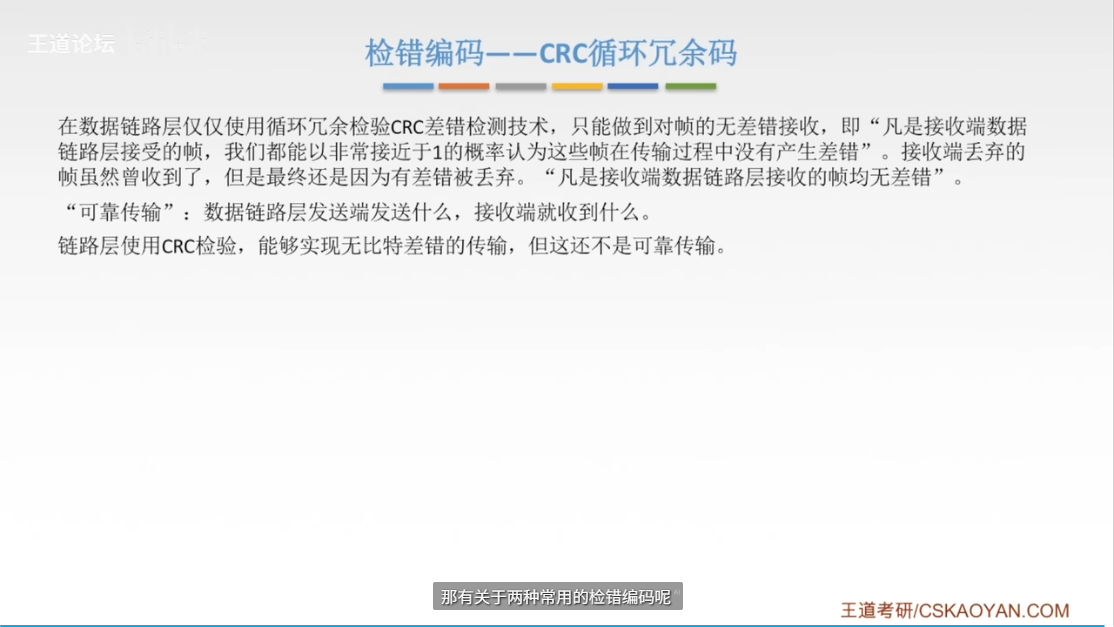 王道论坛
检错编码——CRC循环冗余码
在数据链路层仅仅使用循环冗余检验CRC差错检测技术，只能做到对帧的无差错接收，即“凡是接收端数据
链路层接受的帧，我们都能以非常接近于1的概率认为这些帧在传输过程中没有产生差错”。接收端丢弃的
帧虽然曾收到了，但是最终还是因为有差错被丢弃。“凡是接收端数据链路层接收的帧均无差错”。
“可靠传输”：数据链路层发送端发送什么，接收端就收到什么。
链路层使用CRC检验，能够实现无比特差错的传输，但这还不是可靠传输。
那有关于两种常用的检错编码呢
王道考研/CSKAOYAN.COM